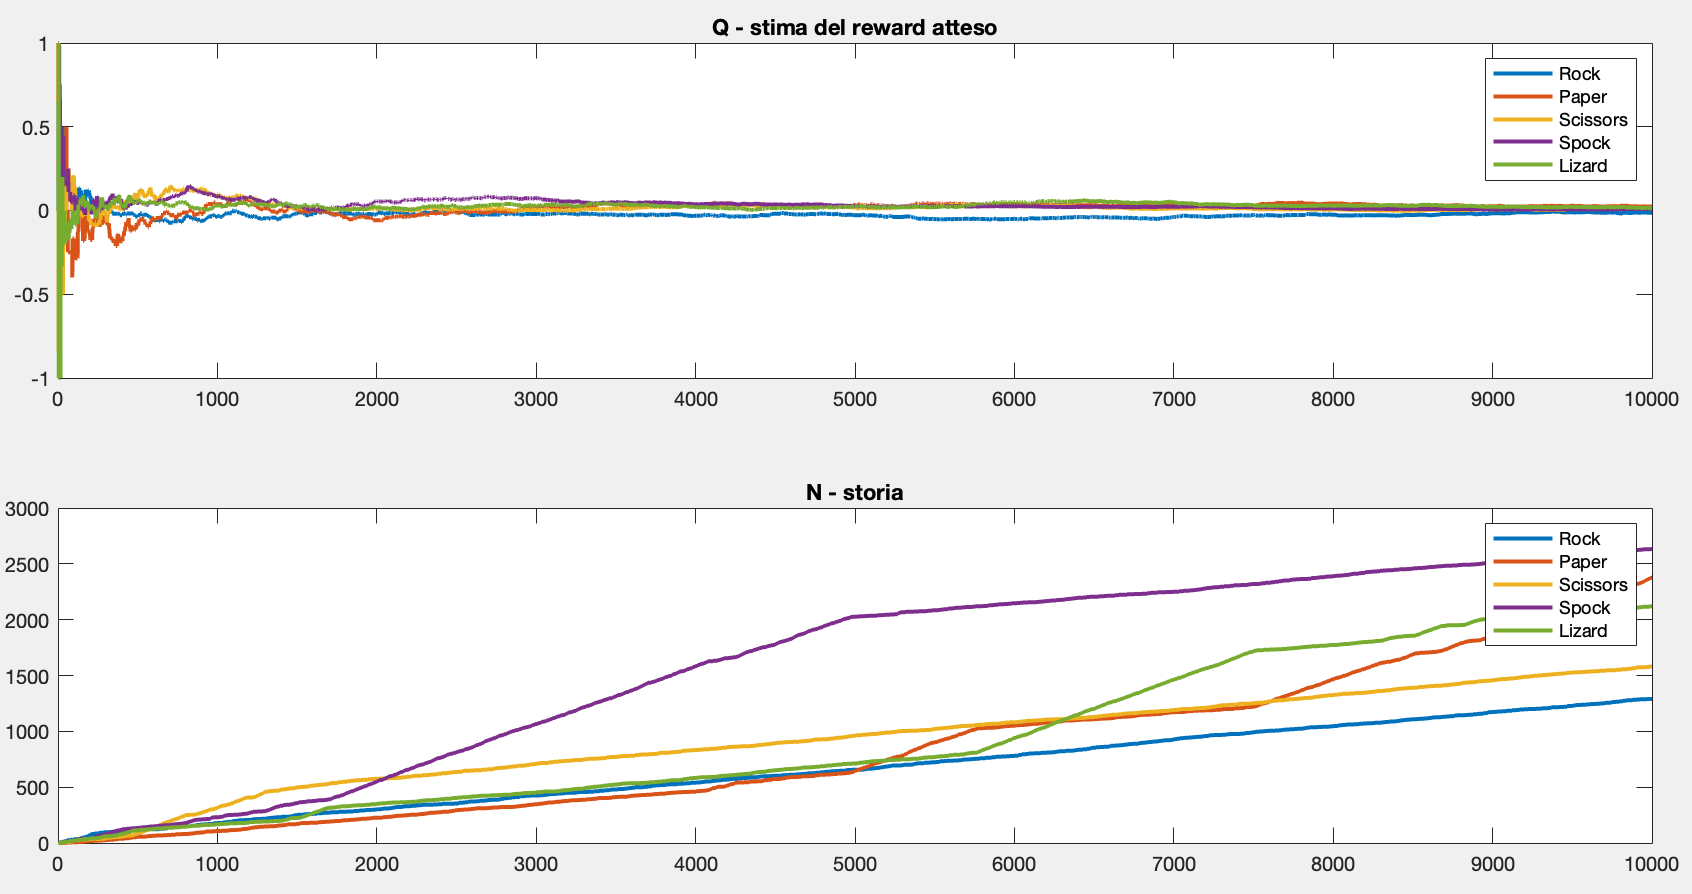 Q - stima del reward atteso
1
0.5
0
-0.5
-1
0 1000 2000 3000 4000 5000 6000 7000 8000 9000 10000
Rock
Paper
Scissors
Spock
Lizard
N - storia
3000
2500
2000
1500
1000
500
0
0 1000 2000 3000 4000 5000 6000 7000 8000 9000 10000
Rock
Paper
Scissors
Spock
Lizard